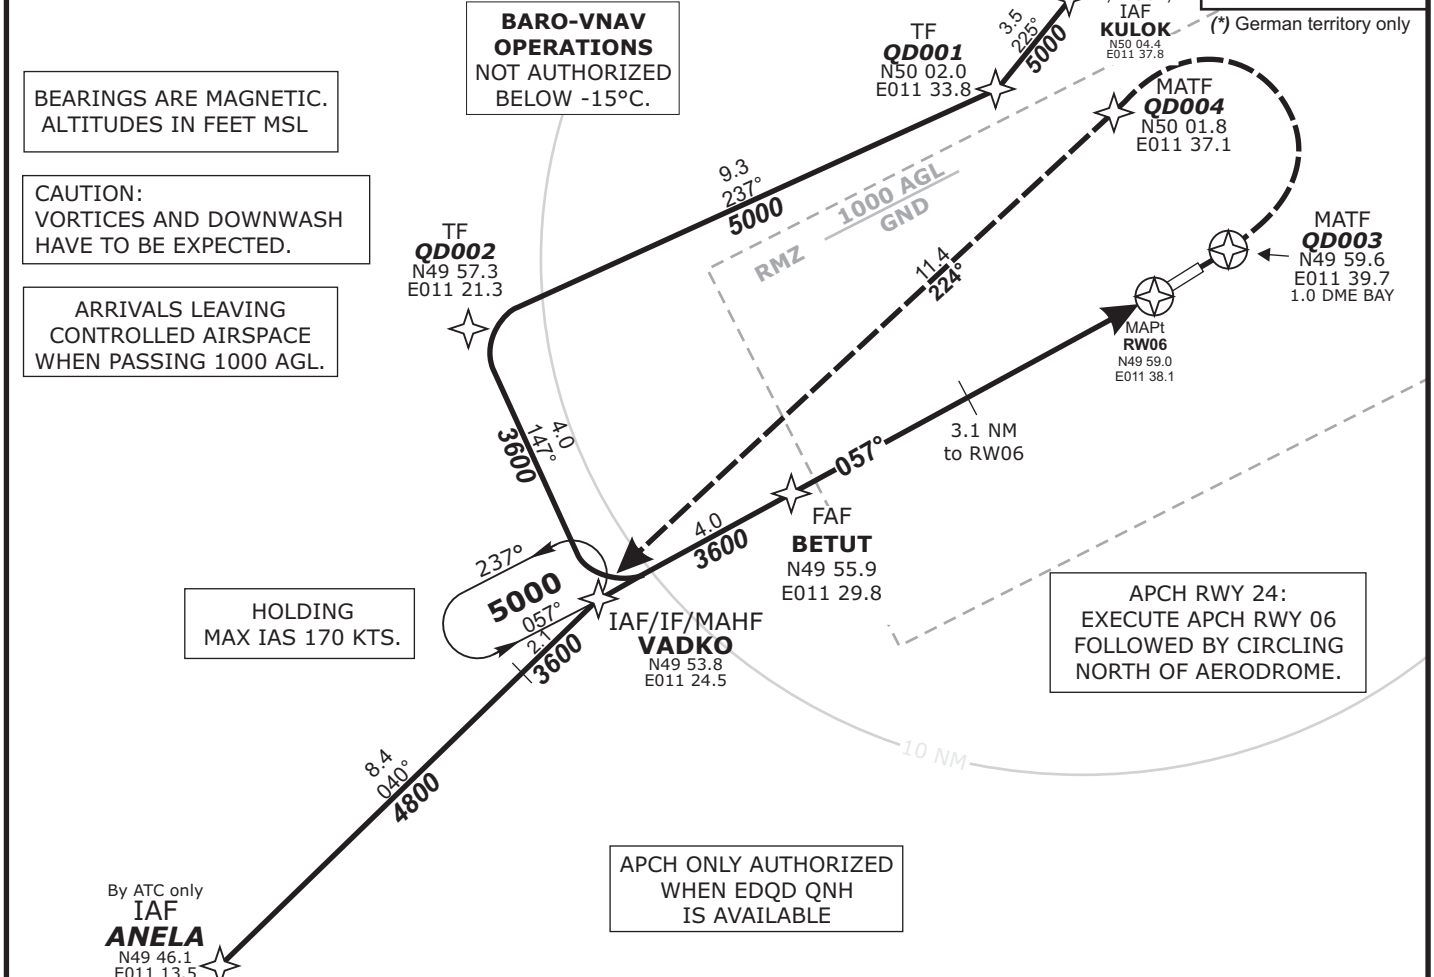 BARO-VNAV
OPERATIONS
NOT AUTHORIZED
BELOW -15°C.
BEARINGS ARE MAGNETIC.
ALTITUDES IN FEET MSL
CAUTION:
VORTICES AND DOWNWASH
HAVE TO BE EXPECTED.
ARRIVALS LEAVING
CONTROLLED AIRSPACE
WHEN PASSING 1000 AGL.
TF
QD001
N50 02.0
E011 33.8
3.5
225°
5000
IAF
KULOK
N50 04.4
E011 37.8
(*) German territory only
MATF
QD004
N50 01.8
E011 37.1
9.3
237°
5000
1000 AGL
GND
RMZ
TF
QD002
N49 57.3
E011 21.3
11.4
224°
MATF
QD003
N49 59.6
E011 39.7
1.0 DME BAY
MAPt
RW06
N49 59.0
E011 38.1
4.0
147°
3600
057°
3.1 NM
to RW06
4.0
3600
FAF
BETUT
N49 55.9
E011 29.8
237°
5000
057°
2.1
3600
HOLDING
MAX IAS 170 KTS.
IAF/IF/MAHF
VADKO
N49 53.8
E011 24.5
APCH RWY 24:
EXECUTE APCH RWY 06
FOLLOWED BY CIRCLING
NORTH OF AERODROME.
10 NM
8.4
040°
4800
APCH ONLY AUTHORIZED
WHEN EDQD QNH
IS AVAILABLE
By ATC only
IAF
ANELA
N49 46.1
E011 13.5